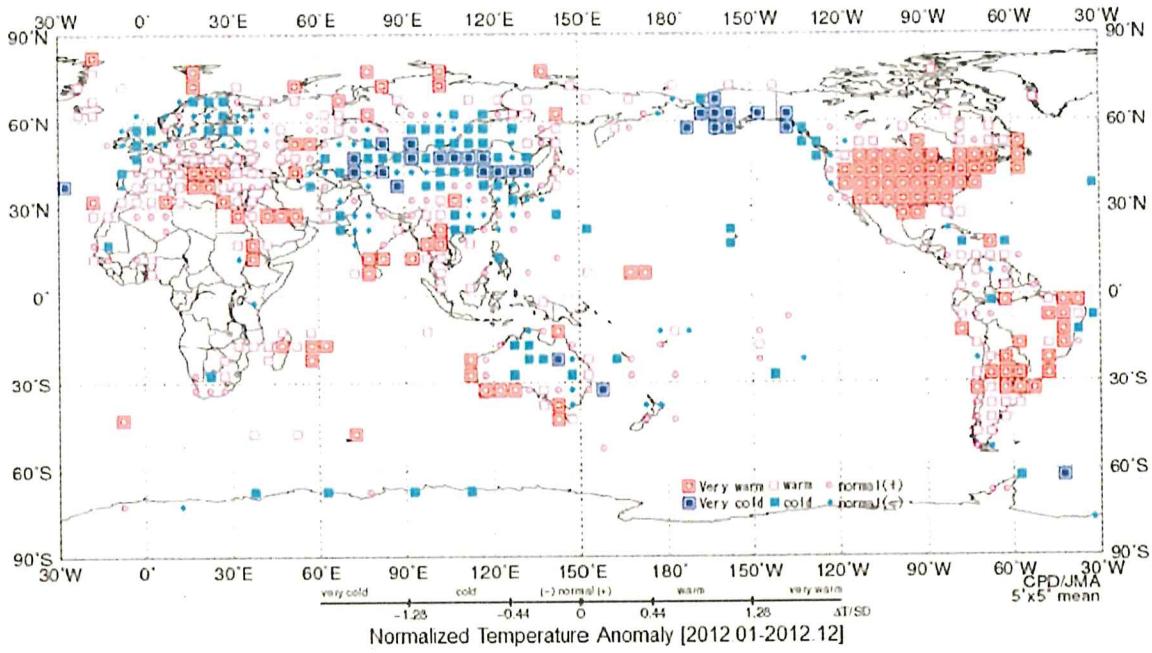 30°W 0° 30°E 60°E 90°E 120°E 150°E 180° 150°W 120°W 90°W 60°W 30°W
90°N 90°N
60°N 60°N
30°N 30°N
0° 0°
30°S 30°S
60°S 60°S
Very warm warm normal(+)
Very cold cold normal(-)
90°S 90°S
30°W 0° 30°E 60°E 90°E 120°E 150°E 180° 150°W 120°W 90°W 60°W 30°W
CPD/JMA
5°x5° mean
very cold cold (-) normal (+) warm very warm
-1.28 -0.44 0 0.44 1.28 ΔT/SD
Normalized Temperature Anomaly [2012.01-2012.12]